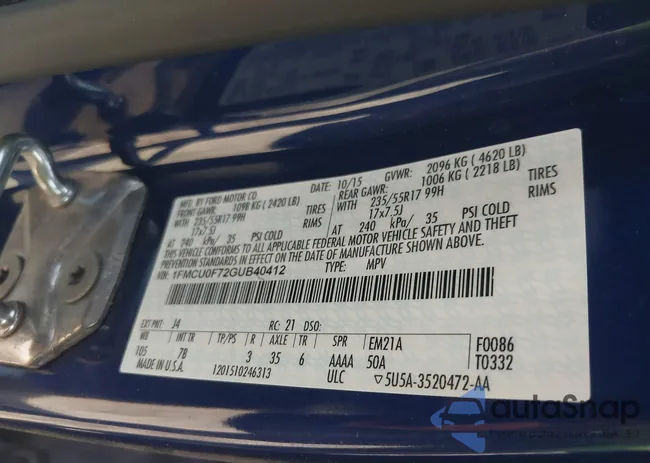 MFD. BY FORD MOTOR CO. DATE: 10/15 GVWR: 2096 KG ( 4620 LB)
FRONT GAWR: 1098 KG ( 2420 LB) REAR GAWR: 1006 KG ( 2218 LB)
WITH 235/55R17 99H TIRES WITH 235/55R17 99H TIRES
17x7.5J RIMS 17x7.5J RIMS
AT 240 kPa/ 35 PSI COLD AT 240 kPa/ 35 PSI COLD
THIS VEHICLE CONFORMS TO ALL APPLICABLE FEDERAL MOTOR VEHICLE SAFETY AND THEFT
PREVENTION STANDARDS IN EFFECT ON THE DATE OF MANUFACTURE SHOWN ABOVE.
VIN: 1FMCU0F72GUB40412 TYPE: MPV
EXT PNT: J4 RC: 21 DSO:
WB INT TR TP/PS R AXLE TR SPR EM21A F0086
105 7B 3 35 6 AAAA 50A T0332
MADE IN U.S.A. 1201510246313 ULC ▽5U5A-3520472-AA
autoSnap